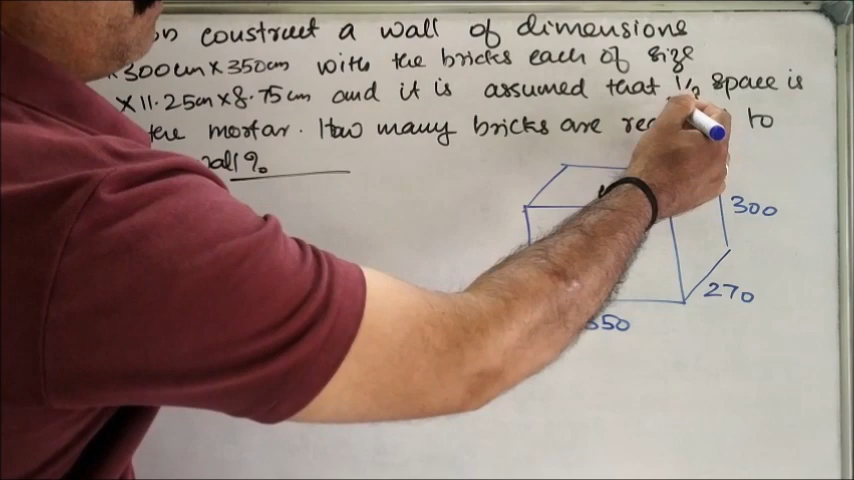 construct a wall of dimensions
×300cm×350cm with the bricks each of size
×11.25cm×8.75cm and it is assumed that space is
the mortar. How many bricks are to
300
270